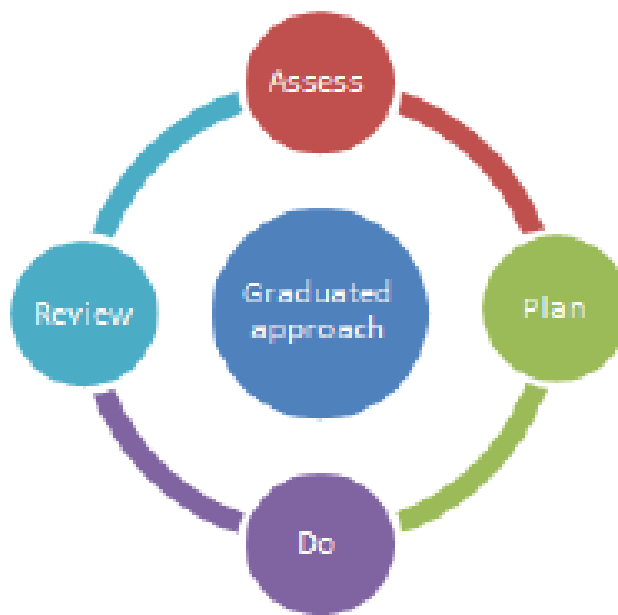 Assess
Review
Graduated
approach
Plan
Do